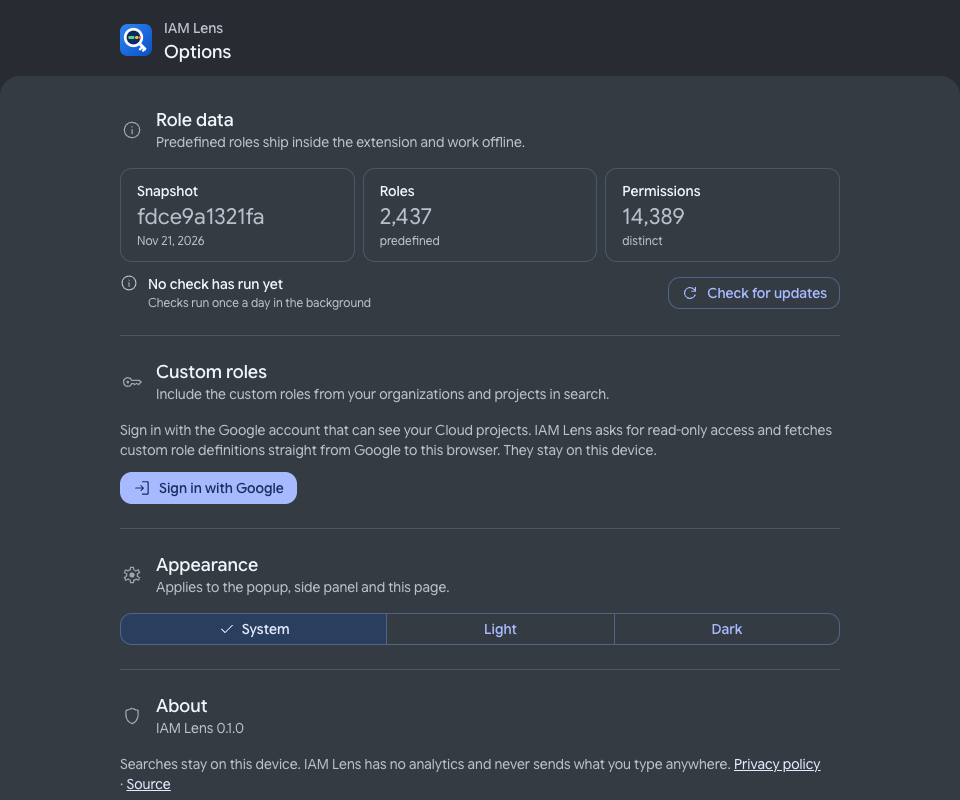 IAM Lens
Options
Role data
Predefined roles ship inside the extension and work offline.
Snapshot
fdce9a1321fa
Nov 21, 2026
Roles
2,437
predefined
Permissions
14,389
distinct
No check has run yet
Checks run once a day in the background
Check for updates
Custom roles
Include the custom roles from your organizations and projects in search.
Sign in with the Google account that can see your Cloud projects. IAM Lens asks for read-only access and fetches
custom role definitions straight from Google to this browser. They stay on this device.
Sign in with Google
Appearance
Applies to the popup, side panel and this page.
System
Light
Dark
About
IAM Lens 0.1.0
Searches stay on this device. IAM Lens has no analytics and never sends what you type anywhere. Privacy policy
· Source